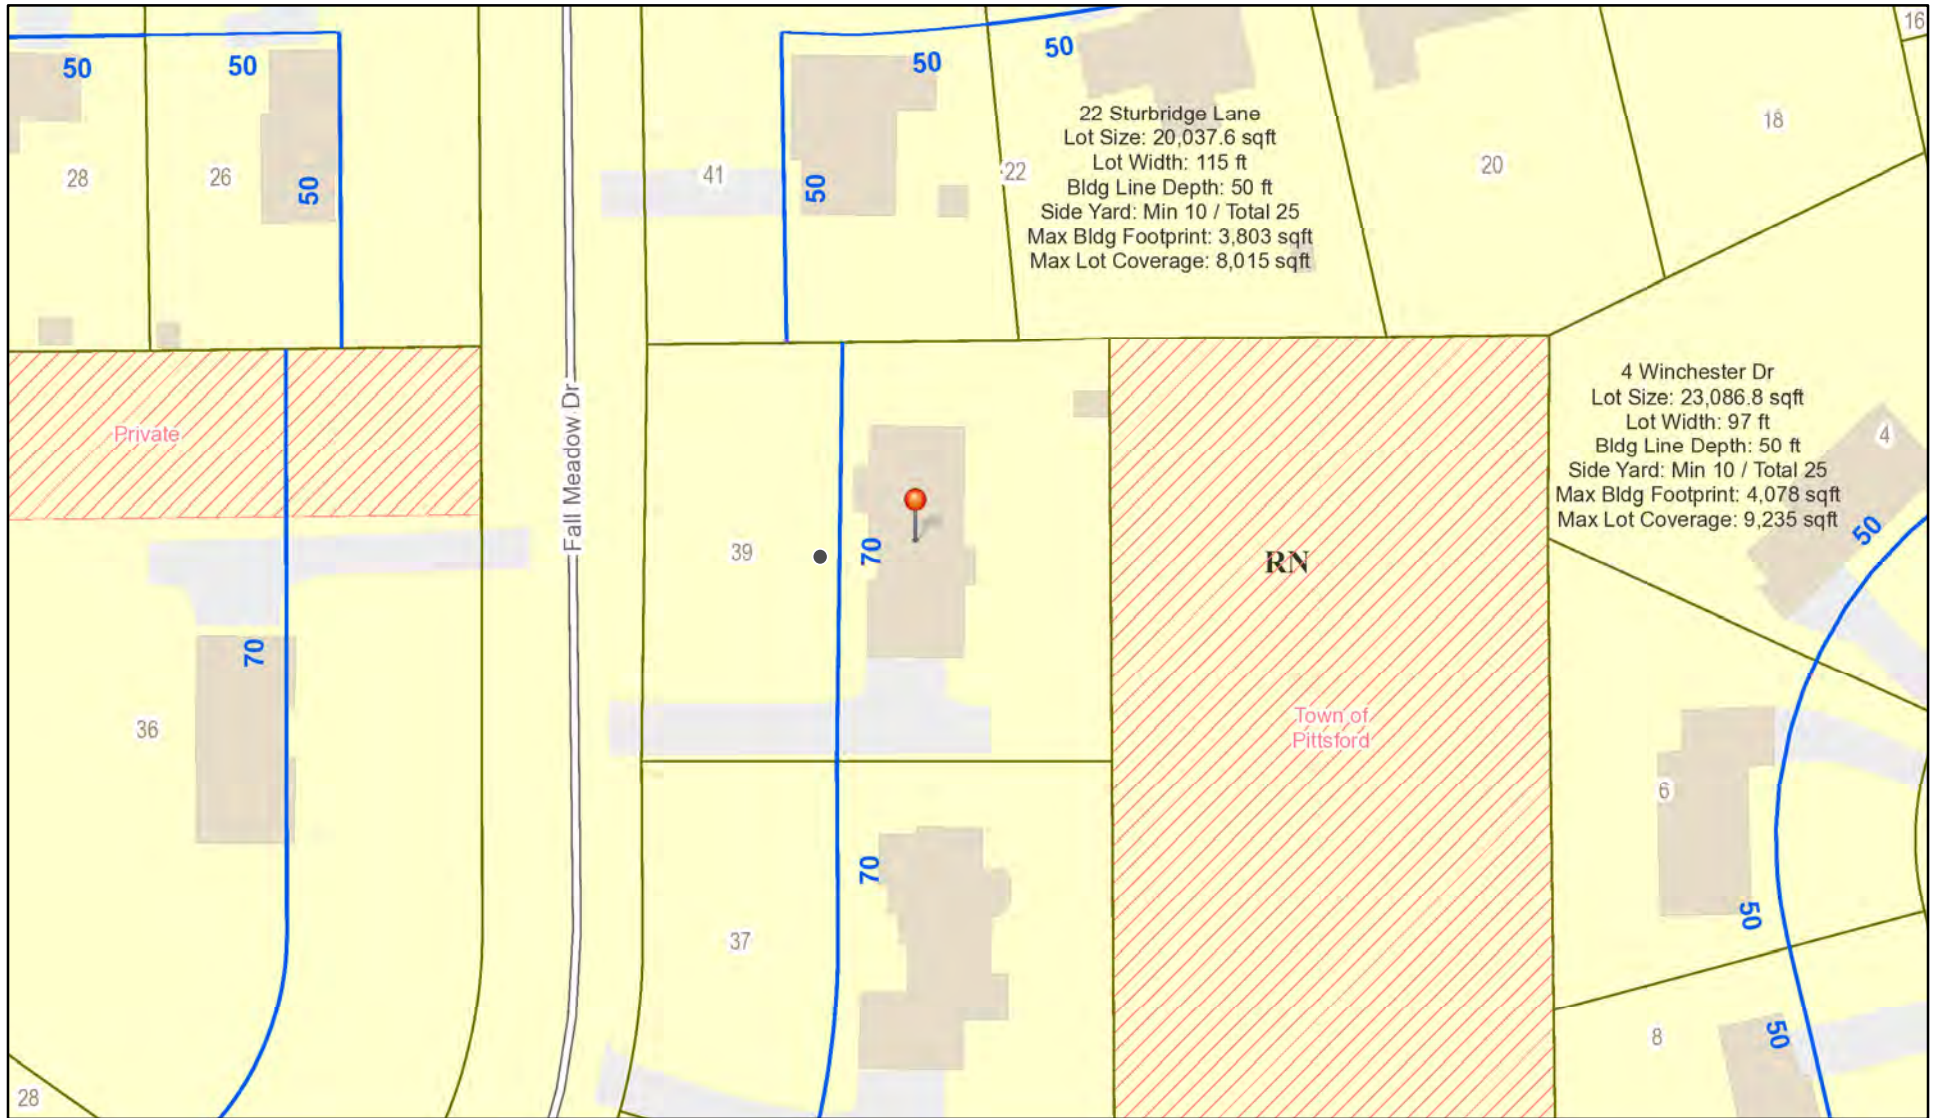 16
50
50
50
50
22 Sturbridge Lane
Lot Size: 20,037.6 sqft
Lot Width: 115 ft
Bldg Line Depth: 50 ft
Side Yard: Min 10 / Total 25
Max Bldg Footprint: 3,803 sqft
Max Lot Coverage: 8,015 sqft
18
28
26
50
41
50
22
20
4 Winchester Dr
Lot Size: 23,086.8 sqft
Lot Width: 97 ft
Bldg Line Depth: 50 ft
Side Yard: Min 10 / Total 25
Max Bldg Footprint: 4,078 sqft
Max Lot Coverage: 9,235 sqft
4
50
Private
Fall Meadow Dr
39
70
RN
70
36
Town of
Pittsford
6
70
37
50
8
50
28